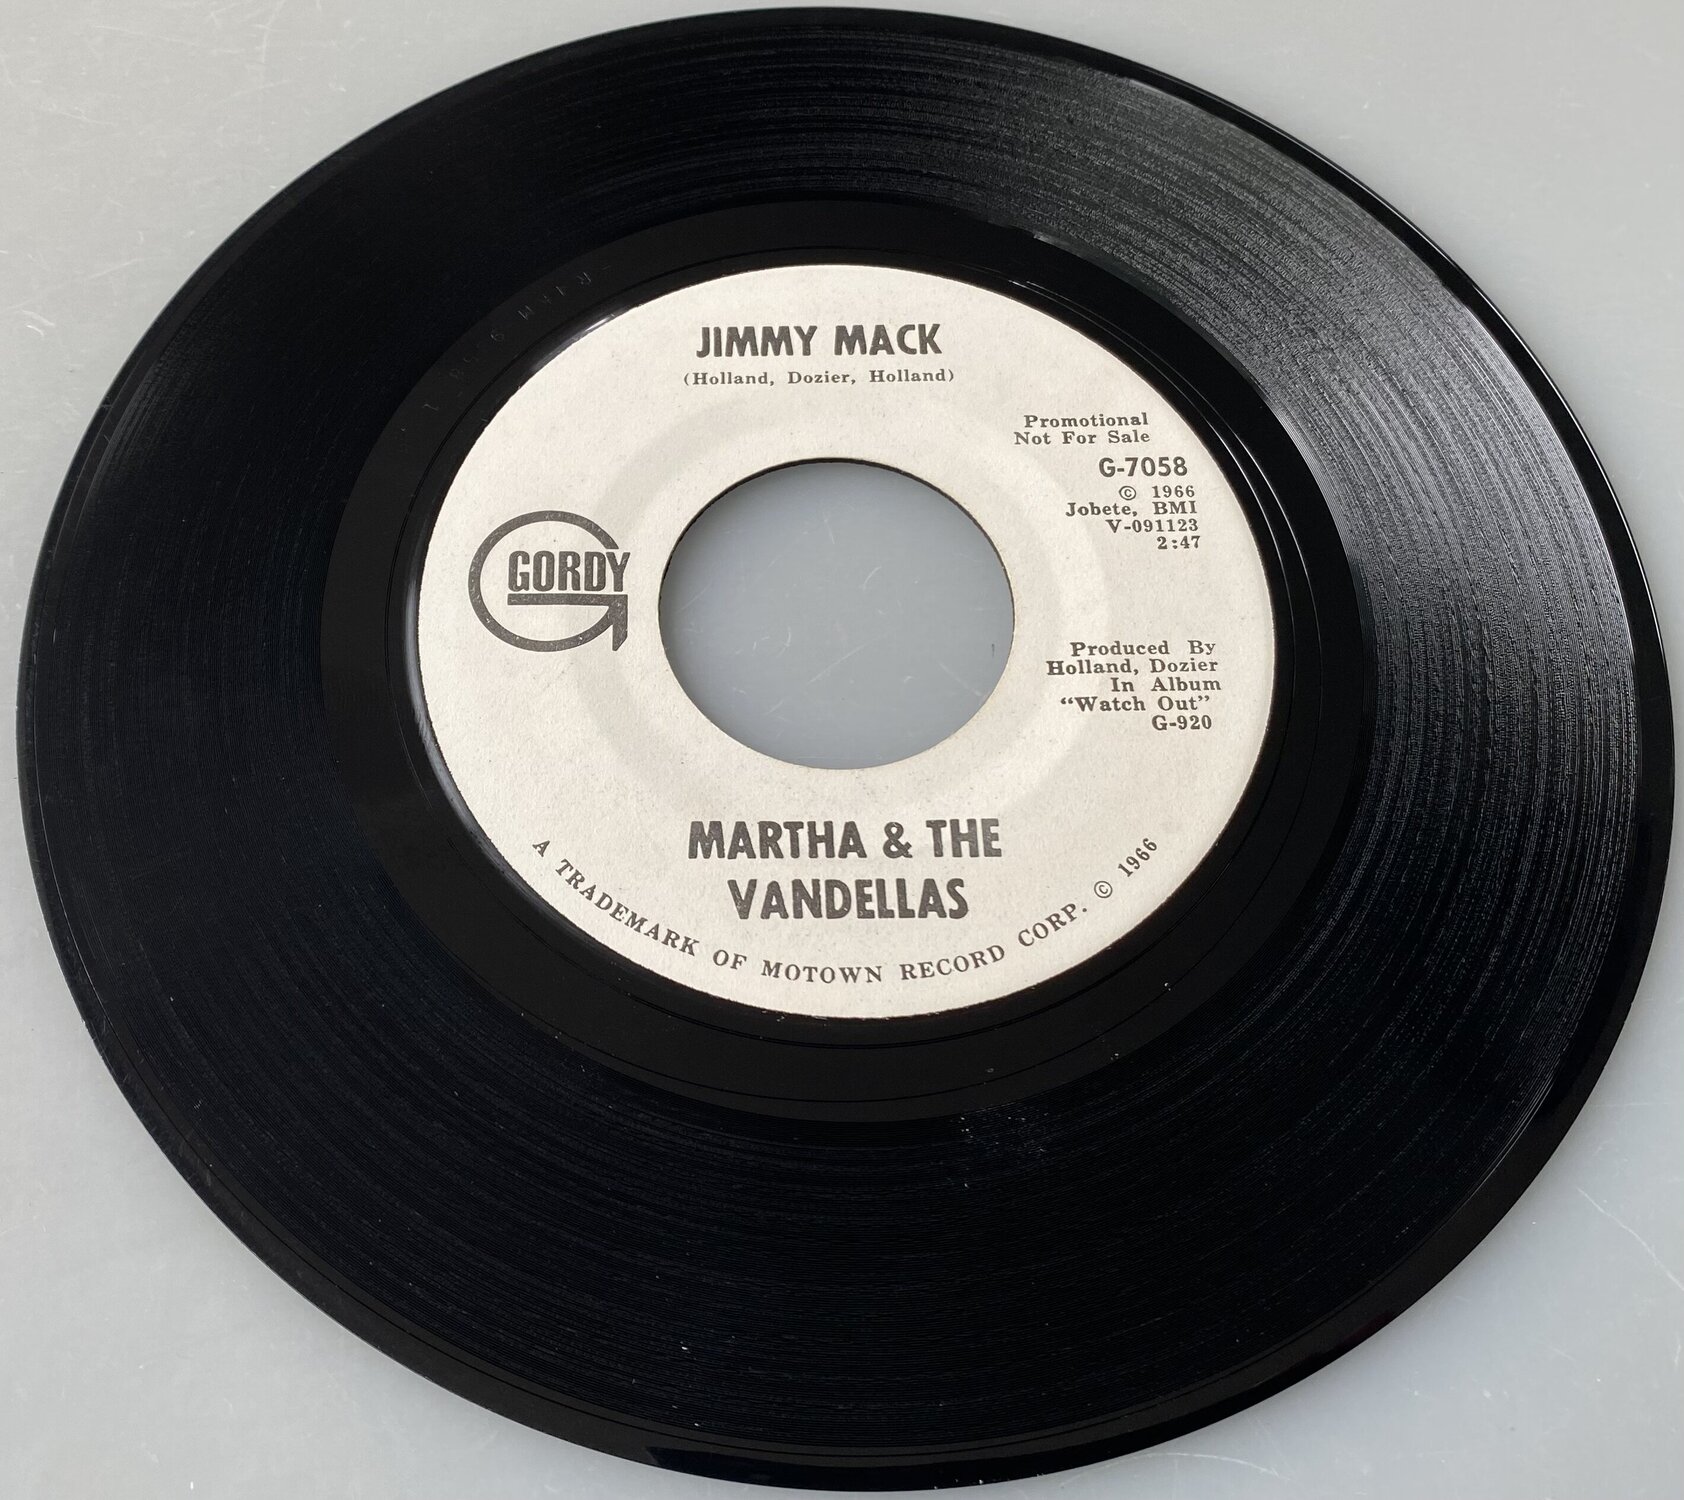 JIMMY MACK
(Holland, Dozier, Holland)
Promotional
Not For Sale
G-7058
© 1966
Jobete, BMI
V-091123
2:47
GORDY
Produced By
Holland, Dozier
In Album
“Watch Out”
G-920
MARTHA & THE
VANDELLAS
A TRADEMARK OF MOTOWN RECORD CORP. © 1966